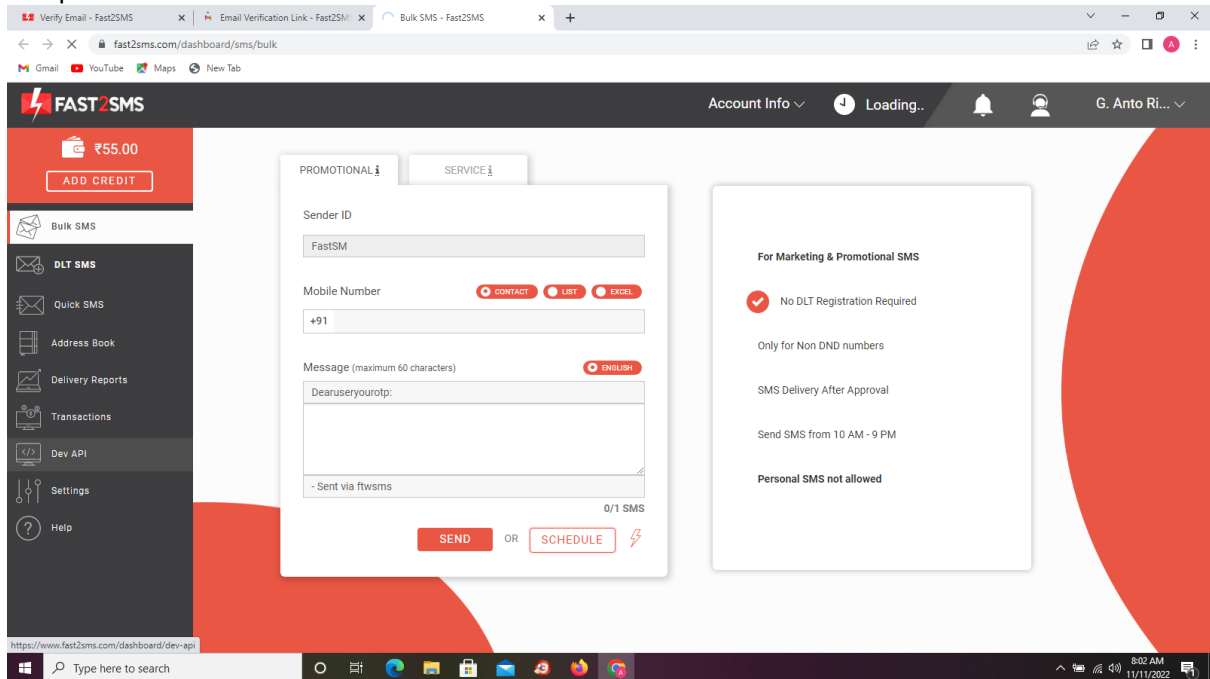 Verify Email - Fast2SMS
Email Verification Link - Fast2SM
Bulk SMS - Fast2SMS
fast2sms.com/dashboard/sms/bulk
A
Gmail
YouTube
Maps
New Tab
FAST2SMS
Account Info
Loading..
G. Anto Ri...
₹55.00
ADD CREDIT
Bulk SMS
DLT SMS
Quick SMS
Address Book
Delivery Reports
Transactions
Dev API
Settings
Help
PROMOTIONAL i
SERVICE i
Sender ID
FastSM
Mobile Number
CONTACT
LIST
EXCEL
+91
Message (maximum 60 characters)
ENGLISH
Dearuseryourotp:
- Sent via ftwsms
0/1 SMS
SEND
OR
SCHEDULE
For Marketing & Promotional SMS
No DLT Registration Required
Only for Non DND numbers
SMS Delivery After Approval
Send SMS from 10 AM - 9 PM
Personal SMS not allowed
https://www.fast2sms.com/dashboard/dev-api
Type here to search
8:02 AM
11/11/2022